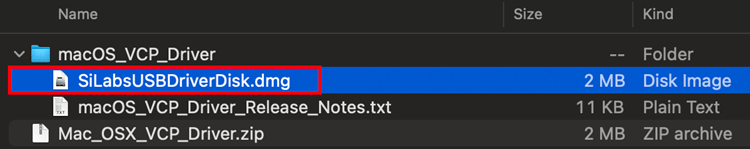 Name Size Kind
macOS_VCP_Driver -- Folder
SiLabsUSBDriverDisk.dmg 2 MB Disk Image
TXT macOS_VCP_Driver_Release_Notes.txt 11 KB Plain Text
Mac_OSX_VCP_Driver.zip 2 MB ZIP archive